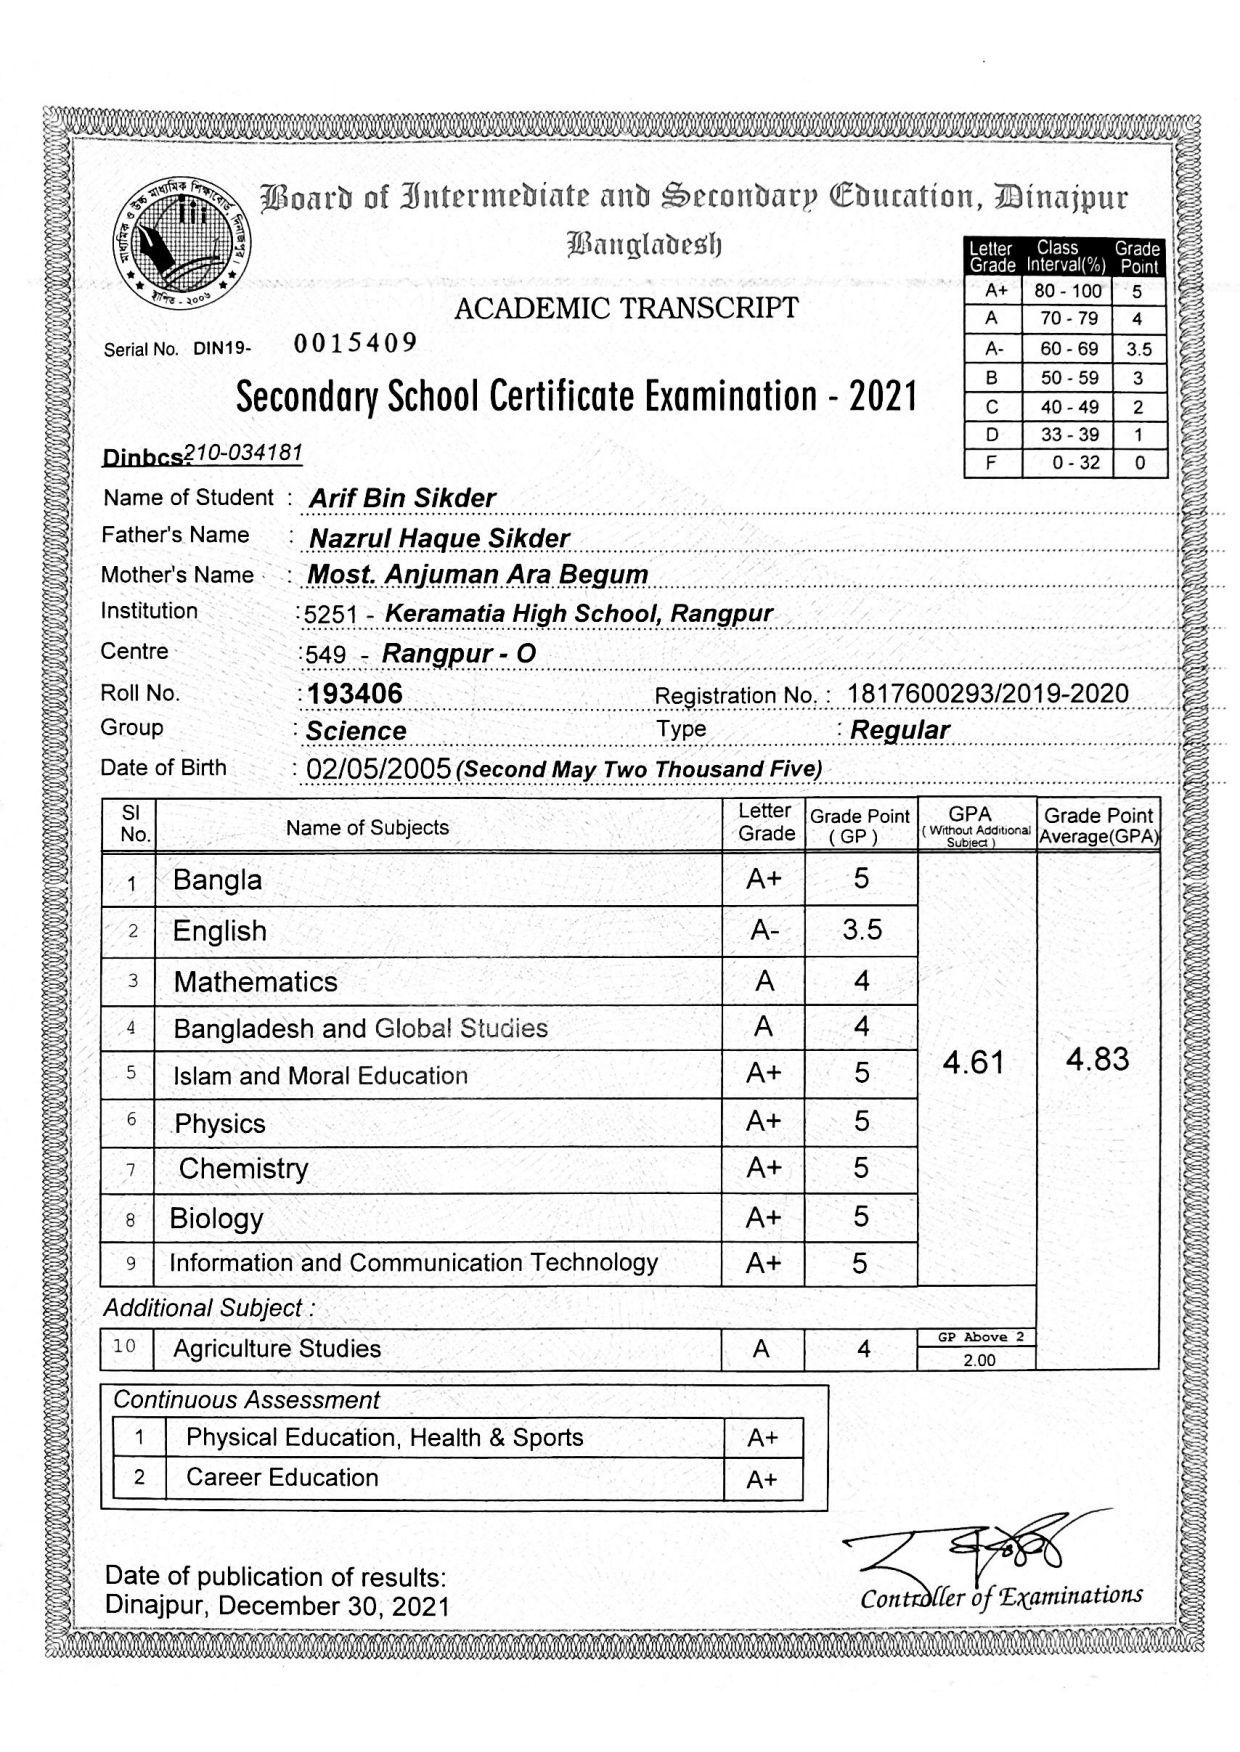 মাধ্যমিক ও উচ্চ মাধ্যমিক শিক্ষাবোর্ড, দিনাজপুর।
স্থাপিত - ২০০৬
Board of Intermediate and Secondary Education, Dinajpur
Bangladesh
ACADEMIC TRANSCRIPT
Letter Grade Class Interval(%) Grade Point
A+ 80 - 100 5
A 70 - 79 4
A- 60 - 69 3.5
B 50 - 59 3
C 40 - 49 2
D 33 - 39 1
F 0 - 32 0
Serial No. DIN19- 0015409
Secondary School Certificate Examination - 2021
Dinbcs:210-034181
Name of Student : Arif Bin Sikder
Father's Name : Nazrul Haque Sikder
Mother's Name : Most. Anjuman Ara Begum
Institution :5251 - Keramatia High School, Rangpur
Centre :549 - Rangpur - O
Roll No. :193406 Registration No. : 1817600293/2019-2020
Group : Science Type : Regular
Date of Birth : 02/05/2005 (Second May Two Thousand Five)
Sl No. Name of Subjects Letter Grade Grade Point (GP) GPA (Without Additional Subject) Grade Point Average(GPA)
1 Bangla A+ 5
2 English A- 3.5
3 Mathematics A 4
4 Bangladesh and Global Studies A 4
4.61 4.83
5 Islam and Moral Education A+ 5
6 Physics A+ 5
7 Chemistry A+ 5
8 Biology A+ 5
9 Information and Communication Technology A+ 5
Additional Subject :
10 Agriculture Studies A 4 GP Above 2
2.00
Continuous Assessment
1 Physical Education, Health & Sports A+
2 Career Education A+
Date of publication of results:
Dinajpur, December 30, 2021
Controller of Examinations